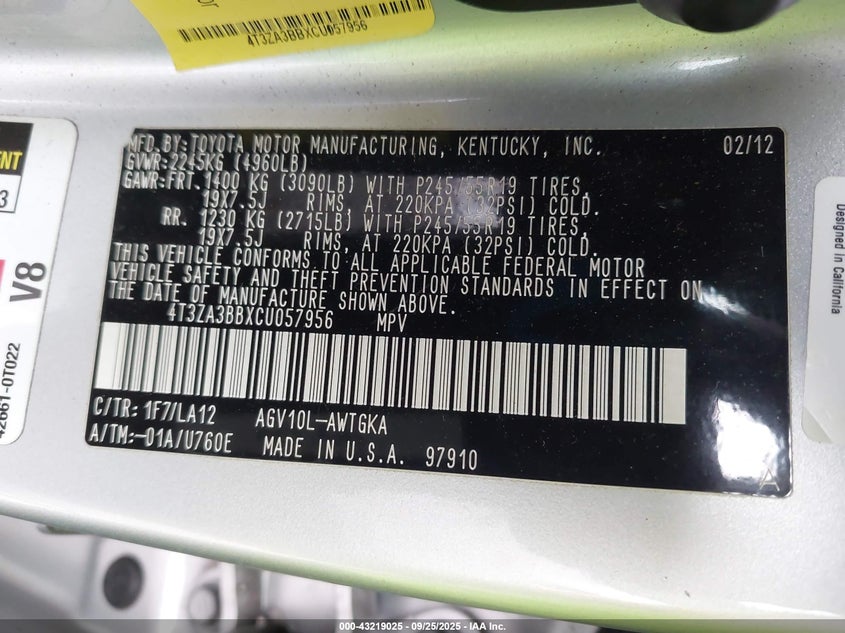 4T3ZA3BBXCU057956
MFD.BY:TOYOTA MOTOR MANUFACTURING, KENTUCKY, INC. 02/12
GVWR:2245KG (4960LB)
GAWR:FRT. 1400 KG (3090LB) WITH P245/55R19 TIRES,
19X7.5J RIMS, AT 220KPA (32PSI) COLD.
RR. 1230 KG (2715LB) WITH P245/55R19 TIRES,
19X7.5J RIMS, AT 220KPA (32PSI) COLD.
THIS VEHICLE CONFORMS TO ALL APPLICABLE FEDERAL MOTOR
VEHICLE SAFETY AND THEFT PREVENTION STANDARDS IN EFFECT ON
THE DATE OF MANUFACTURE SHOWN ABOVE.
4T3ZA3BBXCU057956 MPV
C/TR: 1F7/LA12 AGV10L-AWTGKA
A/TM:-01A/U760E MADE IN U.S.A. 97910
A
3
V8
42661-0T022
Designed in California
000-43219025 - 09/25/2025 - IAA Inc.